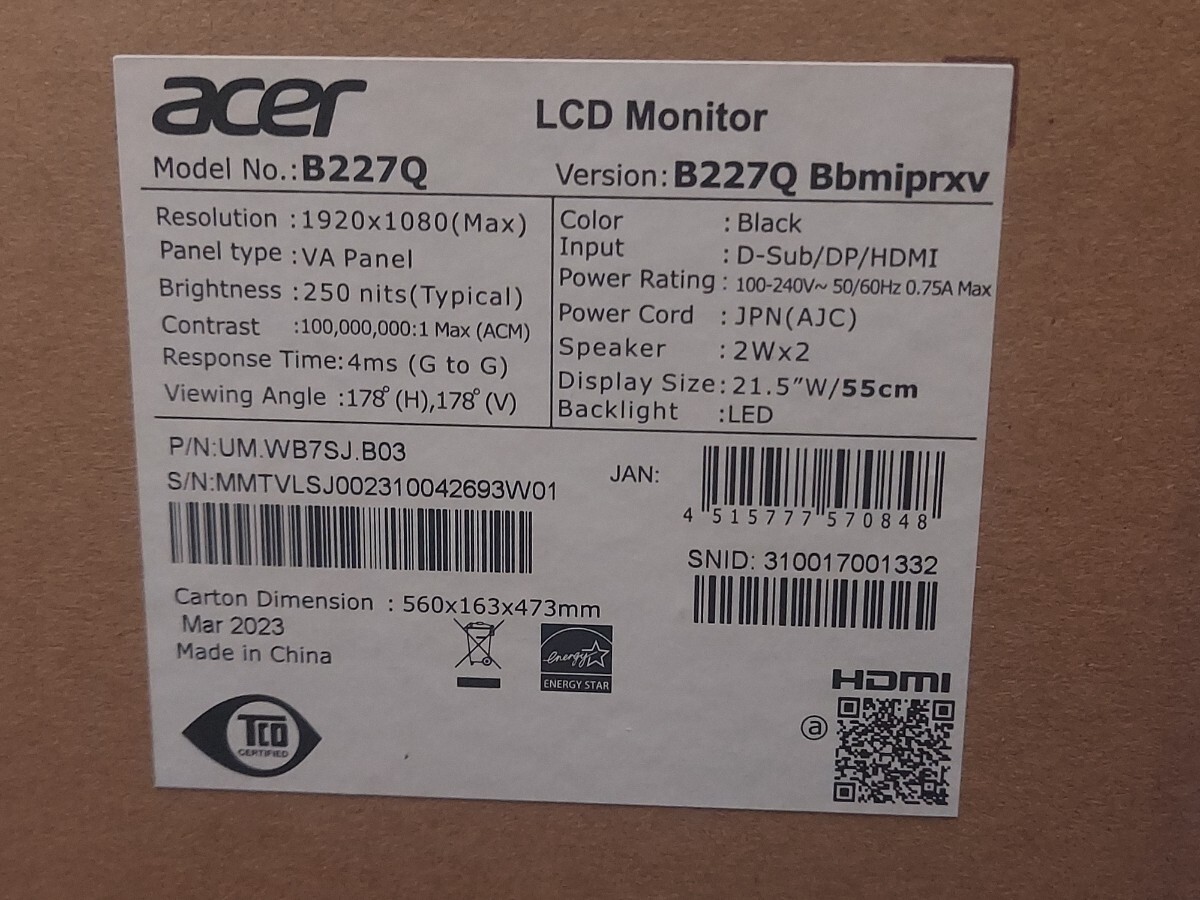 acer
LCD Monitor
Model No.:B227Q
Version: B227Q Bbmiprxv
Resolution :1920x1080(Max)
Panel type :VA Panel
Brightness :250 nits(Typical)
Contrast :100,000,000:1 Max (ACM)
Response Time:4ms (G to G)
Viewing Angle :178° (H),178° (V)
Color :Black
Input :D-Sub/DP/HDMI
Power Rating : 100-240V~ 50/60Hz 0.75A Max
Power Cord :JPN(AJC)
Speaker :2Wx2
Display Size:21.5”W/55cm
Backlight :LED
P/N:UM.WB7SJ.B03
S/N:MMTVLSJ002310042693W01
JAN:
4 515777 570848
SNID: 310017001332
Carton Dimension : 560x163x473mm
Mar 2023
Made in China
energy
ENERGY STAR
TCO
CERTIFIED
HDMI
ⓐ